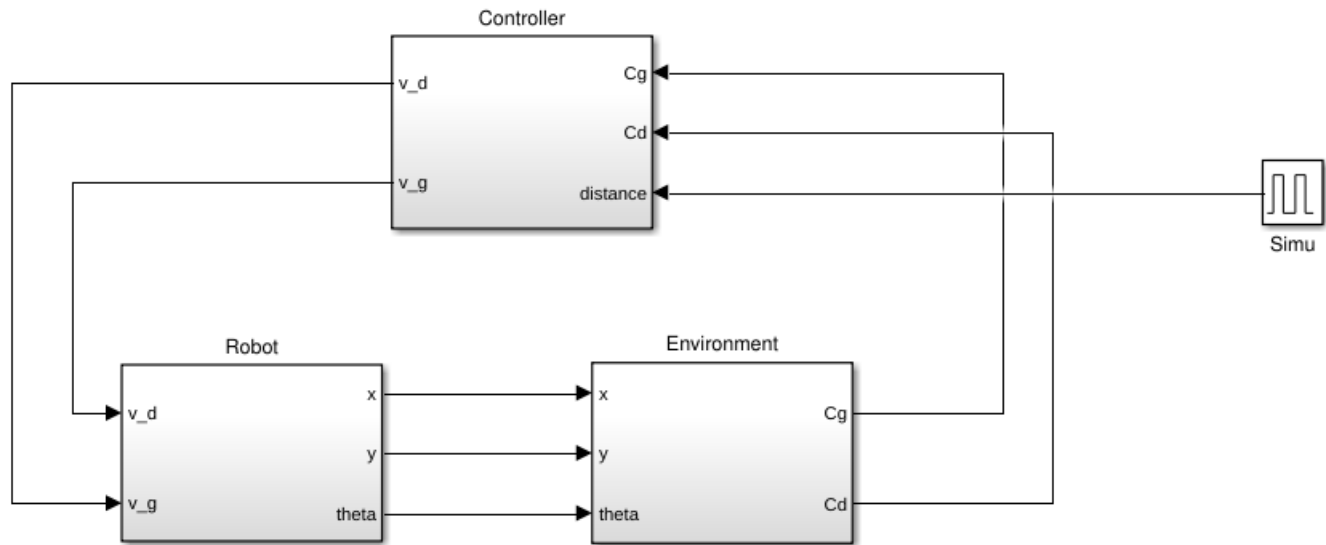 Controller
v_d
v_g
Cg
Cd
distance
Simu
Robot
v_d
v_g
x
y
theta
Environment
x
y
theta
Cg
Cd